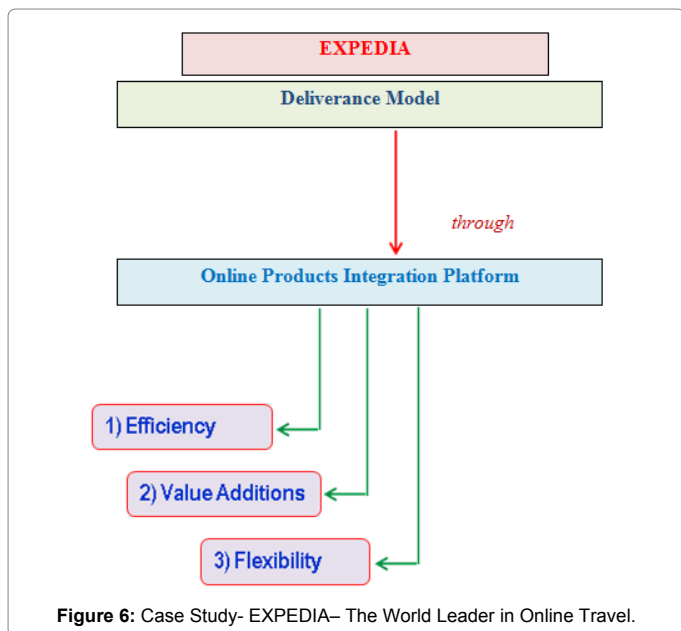 EXPEDIA
Deliverance Model
through
Online Products Integration Platform
1) Efficiency
2) Value Additions
3) Flexibility
Figure 6: Case Study- EXPEDIA– The World Leader in Online Travel.